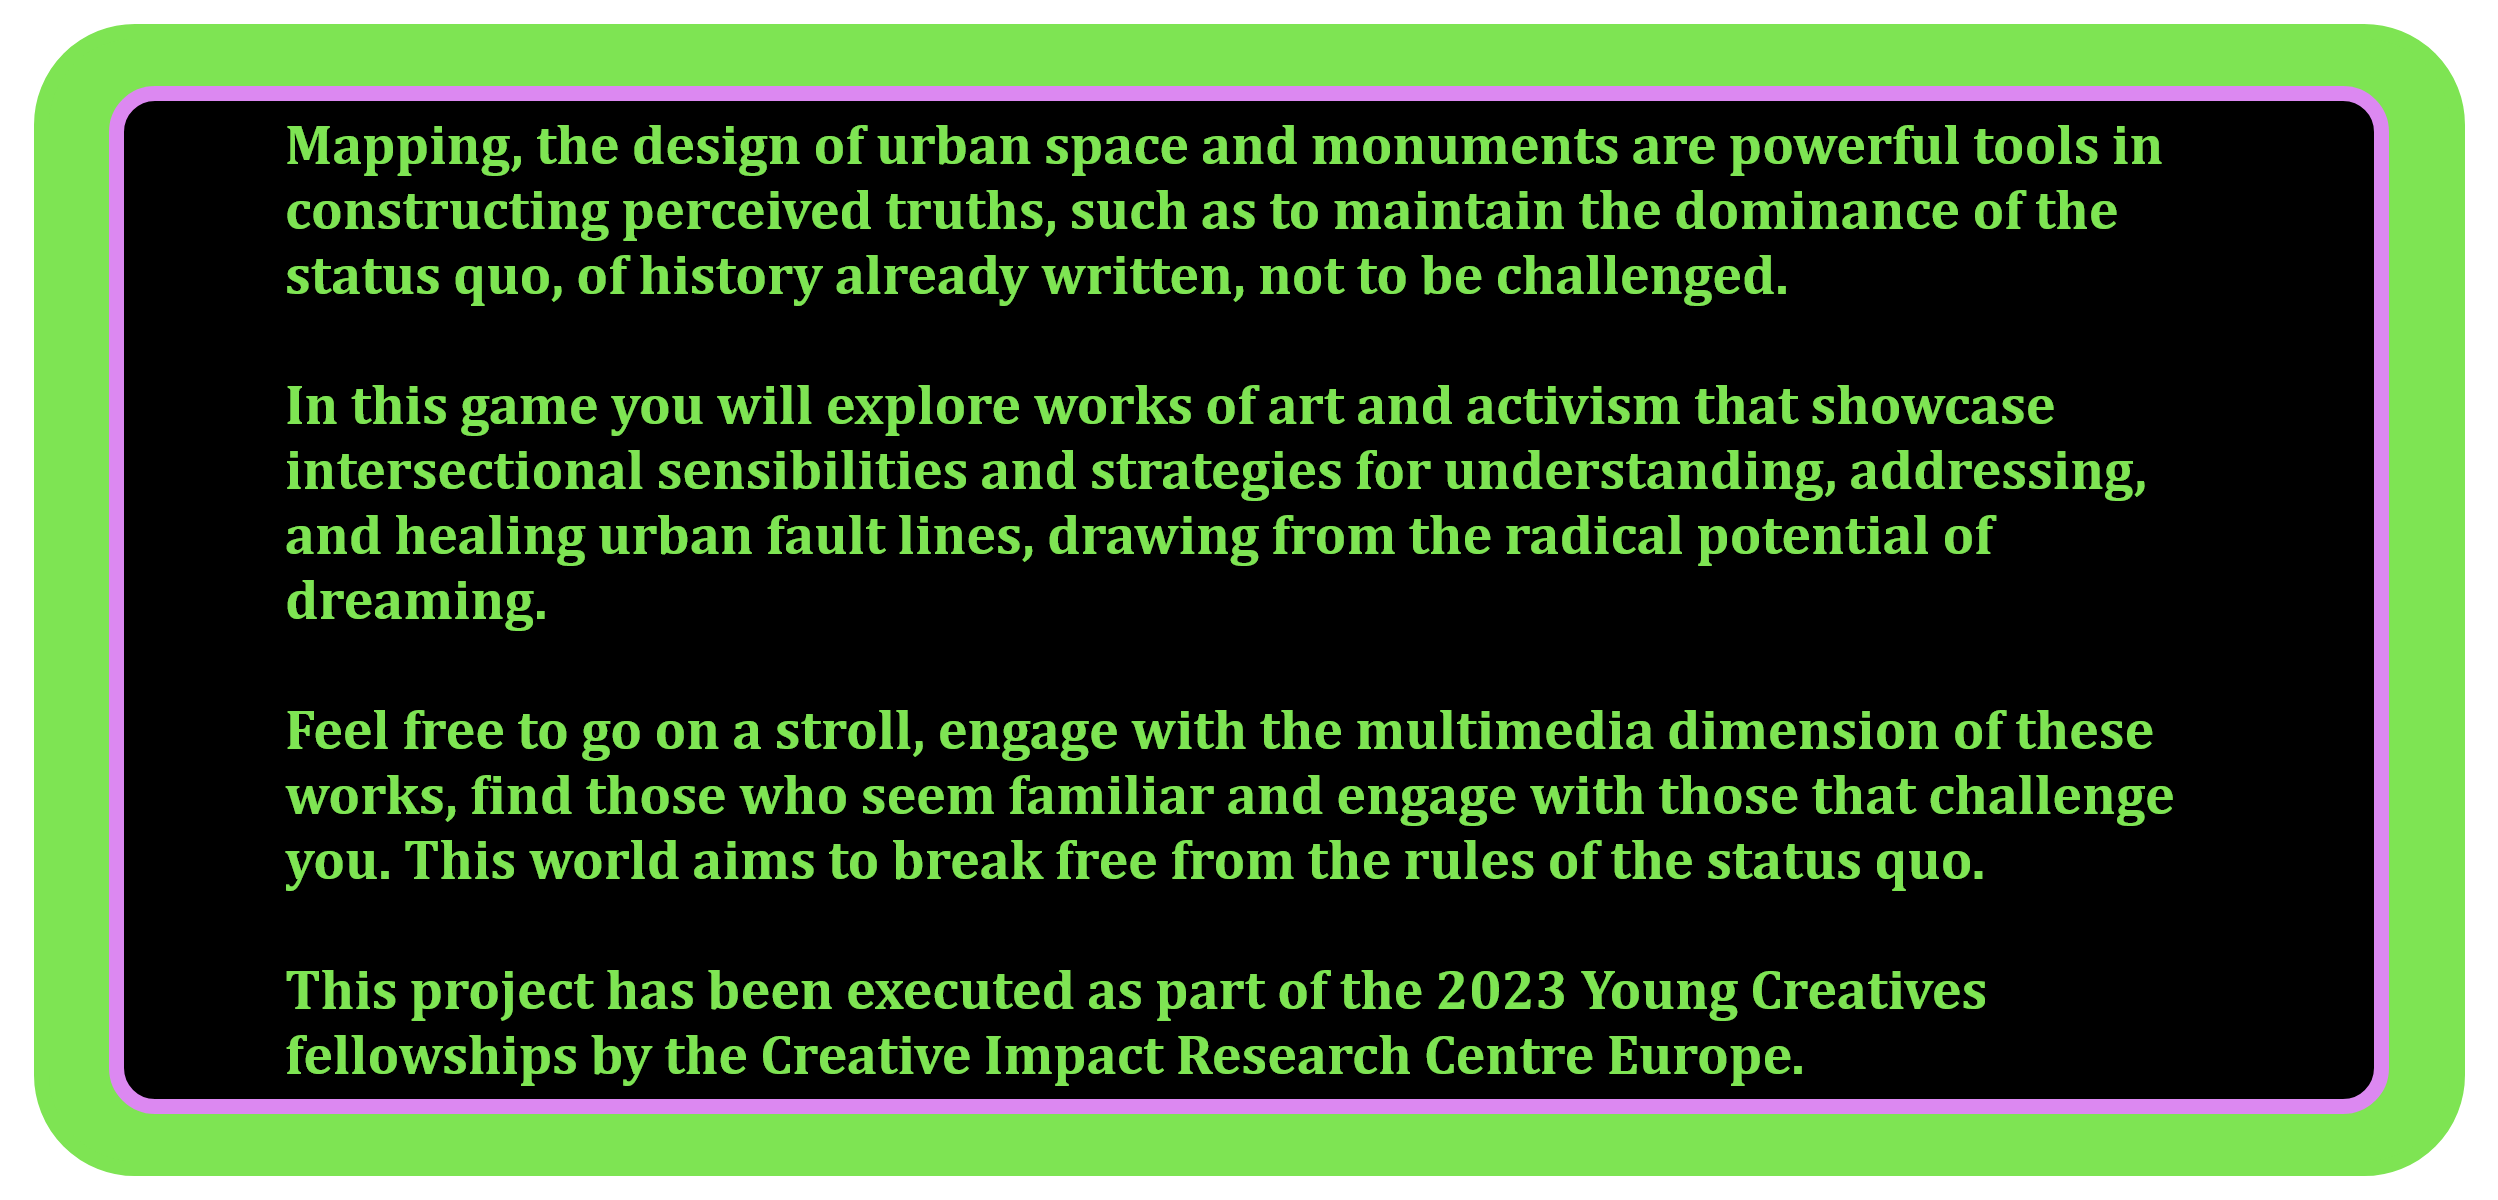 Mapping, the design of urban space and monuments are powerful tools in
constructing perceived truths, such as to maintain the dominance of the
status quo, of history already written, not to be challenged.
In this game you will explore works of art and activism that showcase
intersectional sensibilities and strategies for understanding, addressing,
and healing urban fault lines, drawing from the radical potential of
dreaming.
Feel free to go on a stroll, engage with the multimedia dimension of these
works, find those who seem familiar and engage with those that challenge
you. This world aims to break free from the rules of the status quo.
This project has been executed as part of the 2023 Young Creatives
fellowships by the Creative Impact Research Centre Europe.